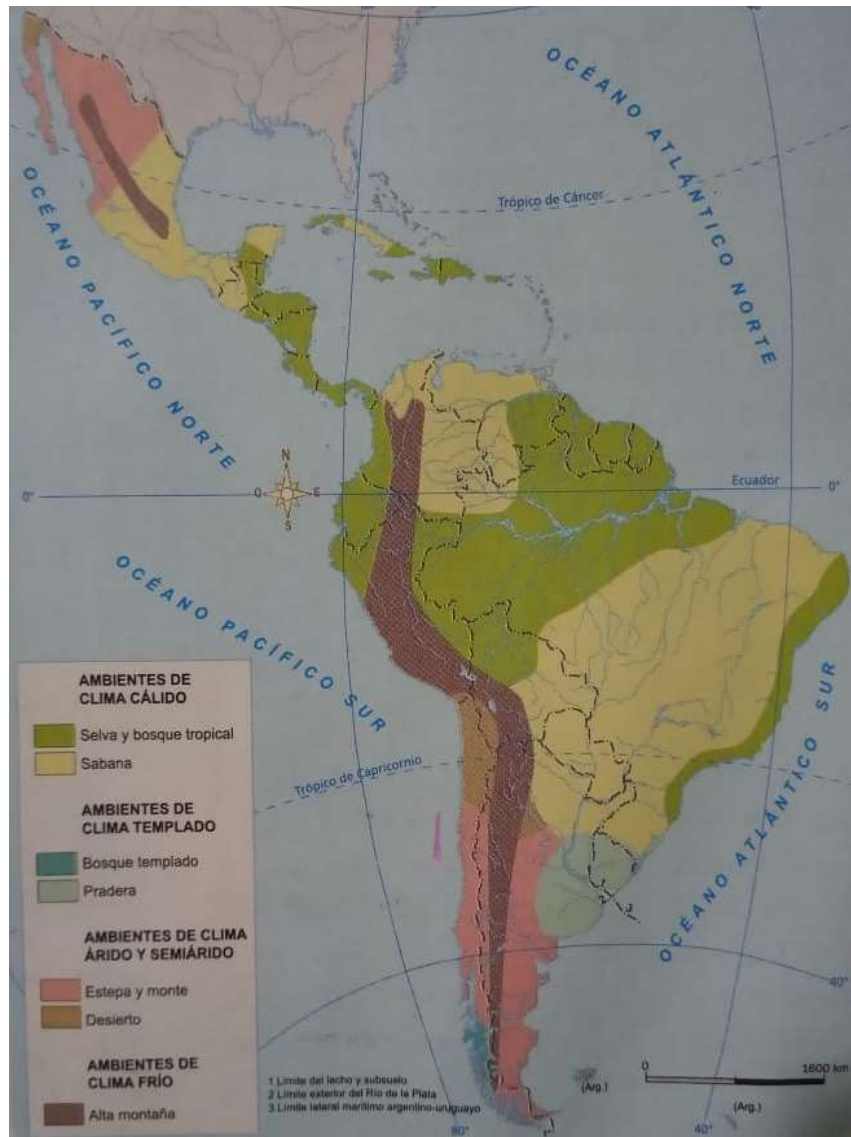 OCÉANO ATLÁNTICO NORTE
Trópico de Cáncer
OCÉANO PACÍFICO NORTE
N
O E
S
0°
Ecuador
0°
OCÉANO PACÍFICO SUR
Trópico de Capricornio
OCÉANO ATLÁNTICO SUR
AMBIENTES DE
CLIMA CÁLIDO
Selva y bosque tropical
Sabana
AMBIENTES DE
CLIMA TEMPLADO
Bosque templado
Pradera
AMBIENTES DE CLIMA
ÁRIDO Y SEMIÁRIDO
Estepa y monte
Desierto
AMBIENTES DE
CLIMA FRÍO
Alta montaña
1 Límite del lecho y subsuelo
2 Límite exterior del Río de la Plata
3 Límite lateral marítimo argentino-uruguayo
40°
0 1600 km
(Arg.)
(Arg.)
80°
40°